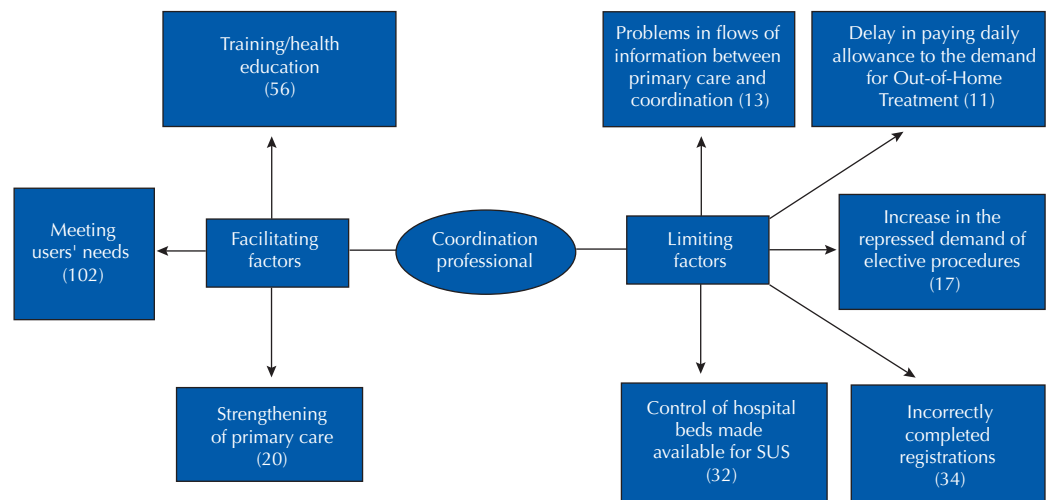 Training/health
education
(56)
Problems in flows of
information between
primary care and
coordination (13)
Delay in paying daily
allowance to the demand
for Out-of-Home
Treatment (11)
Meeting
users' needs
(102)
Facilitating
factors
Coordination
professional
Limiting
factors
Increase in the
repressed demand of
elective procedures
(17)
Strengthening
of primary care
(20)
Control of hospital
beds made
available for SUS
(32)
Incorrectly
completed
registrations
(34)